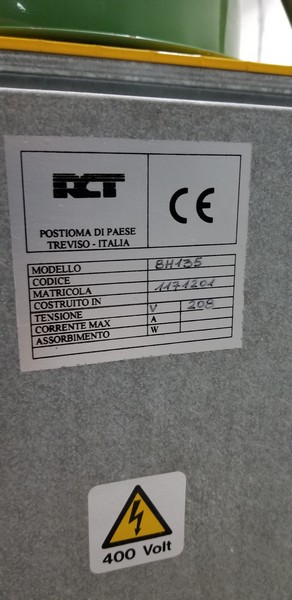 RCT
POSTIOMA DI PAESE
TREVISO - ITALIA
CE
MODELLO BH135
CODICE
MATRICOLA 1171201
COSTRUITO IN
TENSIONE V 208
CORRENTE MAX A
ASSORBIMENTO W
400 Volt